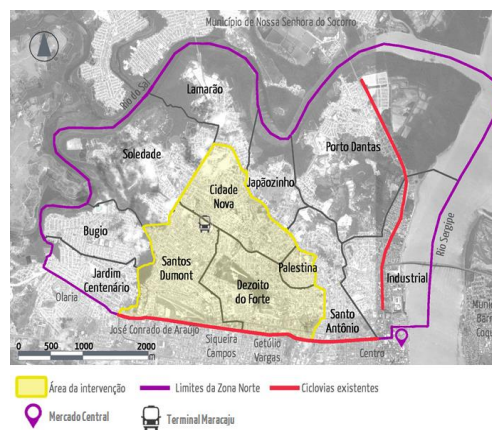 Município de Nossa Senhora do Socorro
Rio do Sal
Lamarão
Porto Dantas
Soledade
Japãozinho
Cidade
Nova
Bugio
Rio Sergipe
Santos
Dumont
Palestina
Jardim
Centenário
Dezoito
do Forte
Industrial
Olaria
Santo
Antônio
José Conrado de Araújo
Siqueira
Campos
Getúlio
Vargas
Centro
0 500 1000 2000
m
Área da intervenção
Limites da Zona Norte
Ciclovias existentes
Mercado Central
Terminal Maracaju